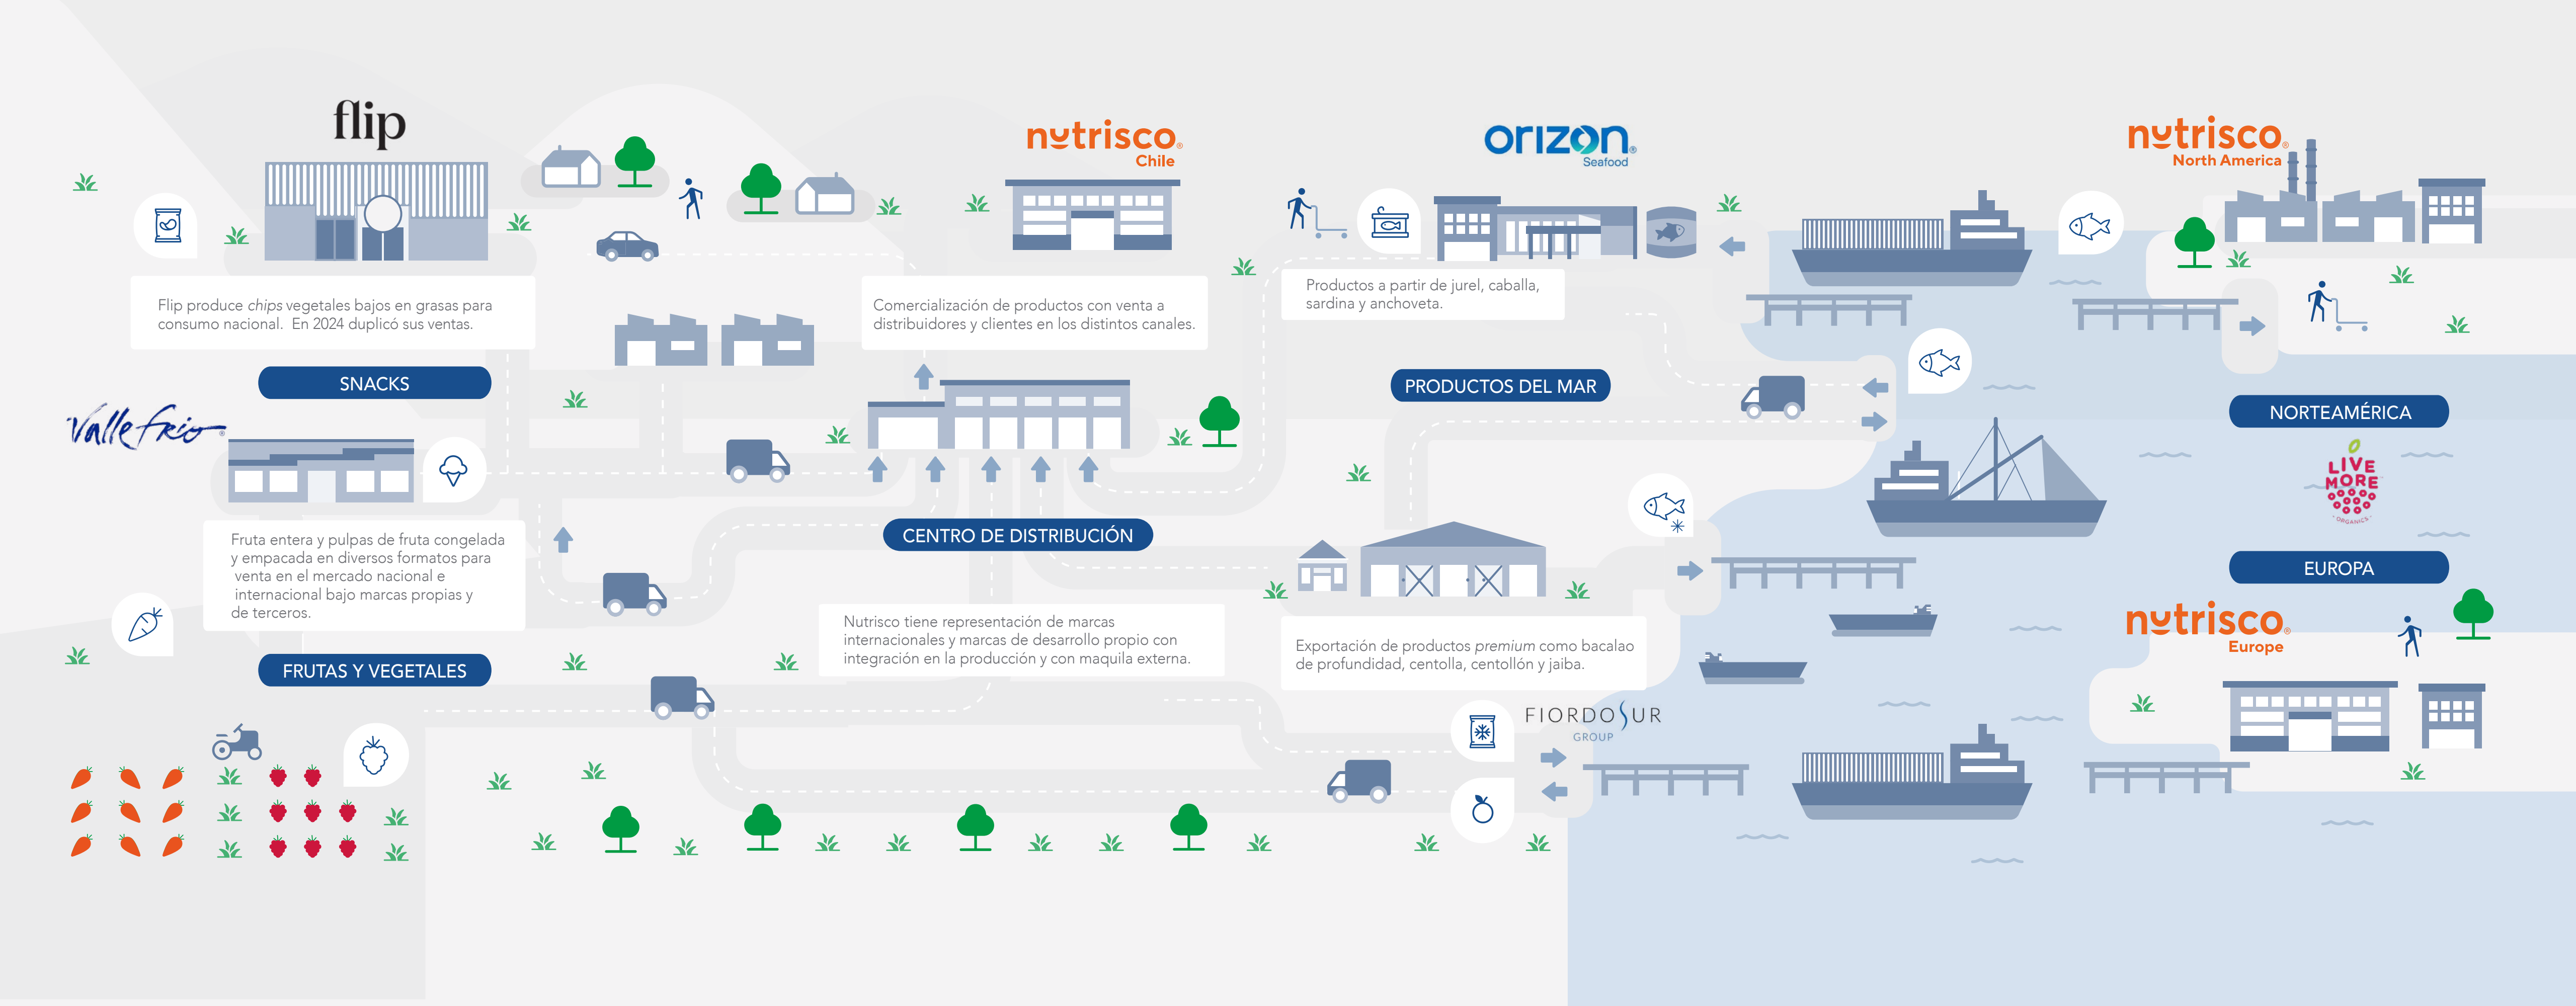 flip
Flip produce chips vegetales bajos en grasas para
consumo nacional. En 2024 duplicó sus ventas.
SNACKS
Valle frío®
Fruta entera y pulpas de fruta congelada
y empacada en diversos formatos para
venta en el mercado nacional e
internacional bajo marcas propias y
de terceros.
FRUTAS Y VEGETALES
nutrisco®
Chile
Comercialización de productos con venta a
distribuidores y clientes en los distintos canales.
CENTRO DE DISTRIBUCIÓN
Nutrisco tiene representación de marcas
internacionales y marcas de desarrollo propio con
integración en la producción y con maquila externa.
orizon®
Seafood
Productos a partir de jurel, caballa,
sardina y anchoveta.
PRODUCTOS DEL MAR
Exportación de productos premium como bacalao
de profundidad, centolla, centollón y jaiba.
FIORDOSUR
GROUP
nutrisco®
North America
NORTEAMÉRICA
LIVE
MORE
ORGANICS
EUROPA
nutrisco®
Europe